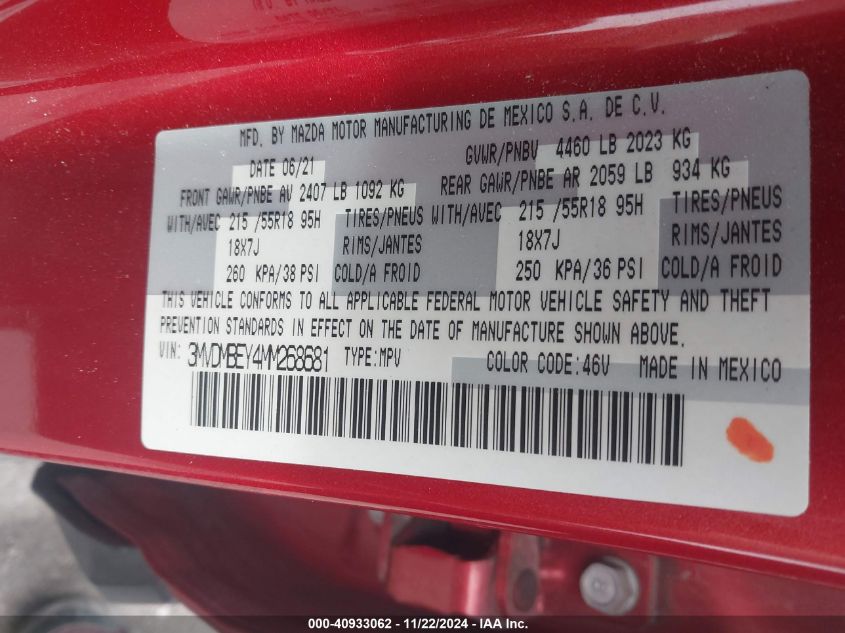 MFD. BY MAZDA MOTOR MANUFACTURING DE MEXICO S.A. DE C.V.
DATE 06/21 GVWR/PNBV 4460 LB 2023 KG
FRONT GAWR/PNBE AV 2407 LB 1092 KG REAR GAWR/PNBE AR 2059 LB 934 KG
WITH/AVEC 215 /55R18 95H TIRES/PNEUS WITH/AVEC 215 /55R18 95H TIRES/PNEUS
18X7J RIMS/JANTES 18X7J RIMS/JANTES
260 KPA/38 PSI COLD/A FROID 250 KPA/36 PSI COLD/A FROID
THIS VEHICLE CONFORMS TO ALL APPLICABLE FEDERAL MOTOR VEHICLE SAFETY AND THEFT
PREVENTION STANDARDS IN EFFECT ON THE DATE OF MANUFACTURE SHOWN ABOVE.
VIN: 3MVDMBEY4MM268681 TYPE:MPV COLOR CODE:46V MADE IN MEXICO
000-40933062 - 11/22/2024 - IAA, Inc.